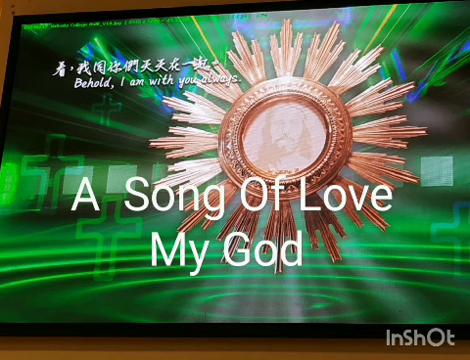 看，我同你們天天在一起。
Behold, I am with you always.
A Song Of Love
My God
InShOt